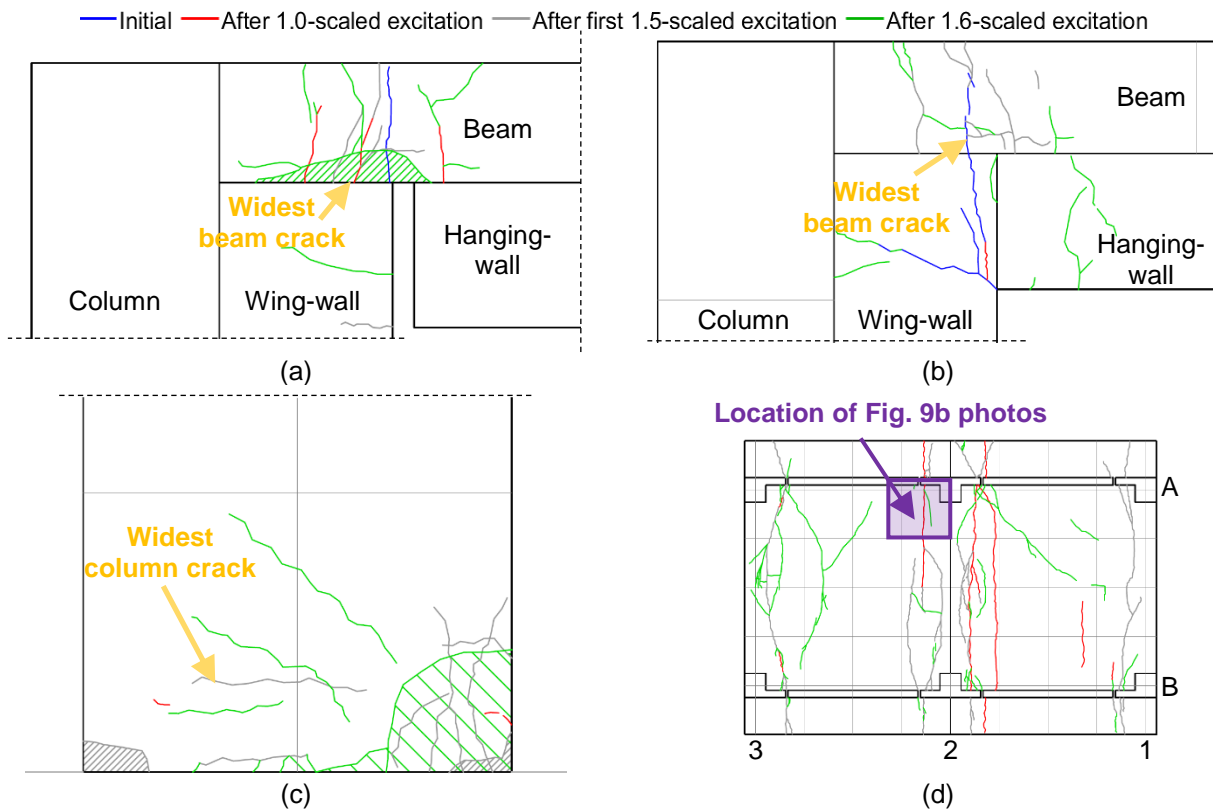 Initial After 1.0-scaled excitation After first 1.5-scaled excitation After 1.6-scaled excitation
Beam
Widest
beam crack
Hanging-
wall
Column
Wing-wall
(a)
Beam
Widest
beam crack
Hanging-
wall
Column
Wing-wall
(b)
Widest
column crack
(c)
Location of Fig. 9b photos
A
B
3 2 1
(d)